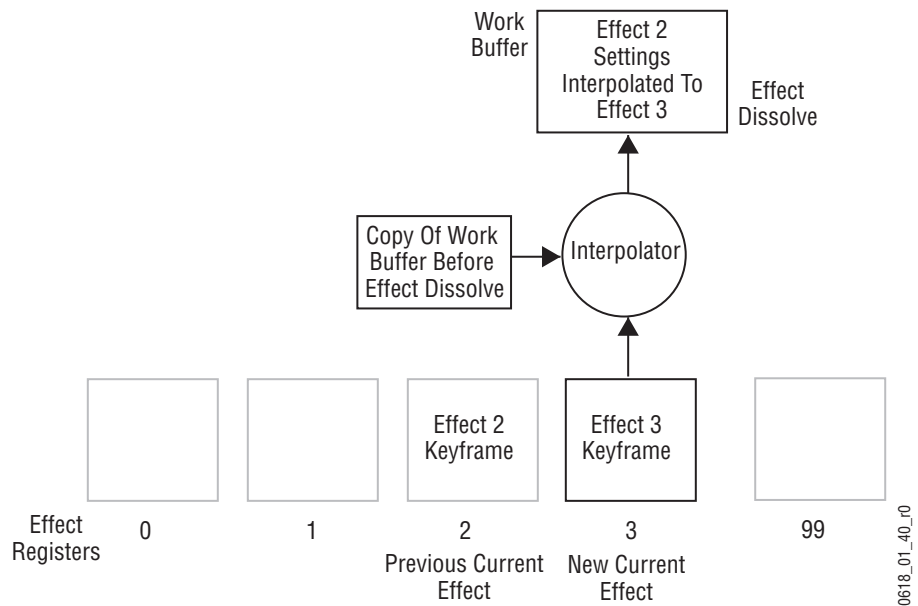 Work
Buffer
Effect 2
Settings
Interpolated To
Effect 3
Effect
Dissolve
Copy Of Work
Buffer Before
Effect Dissolve
Interpolator
Effect 2
Keyframe
Effect 3
Keyframe
Effect
Registers
0
1
2
3
99
Previous Current
Effect
New Current
Effect
0618_01_40_r0